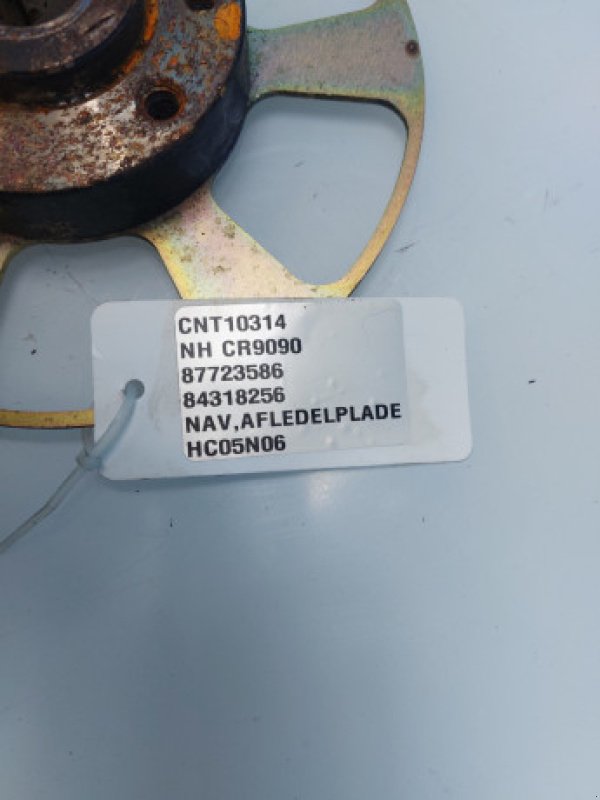 CNT10314
NH CR9090
87723586
84318256
NAV,AFLEDELPLADE
HC05N06